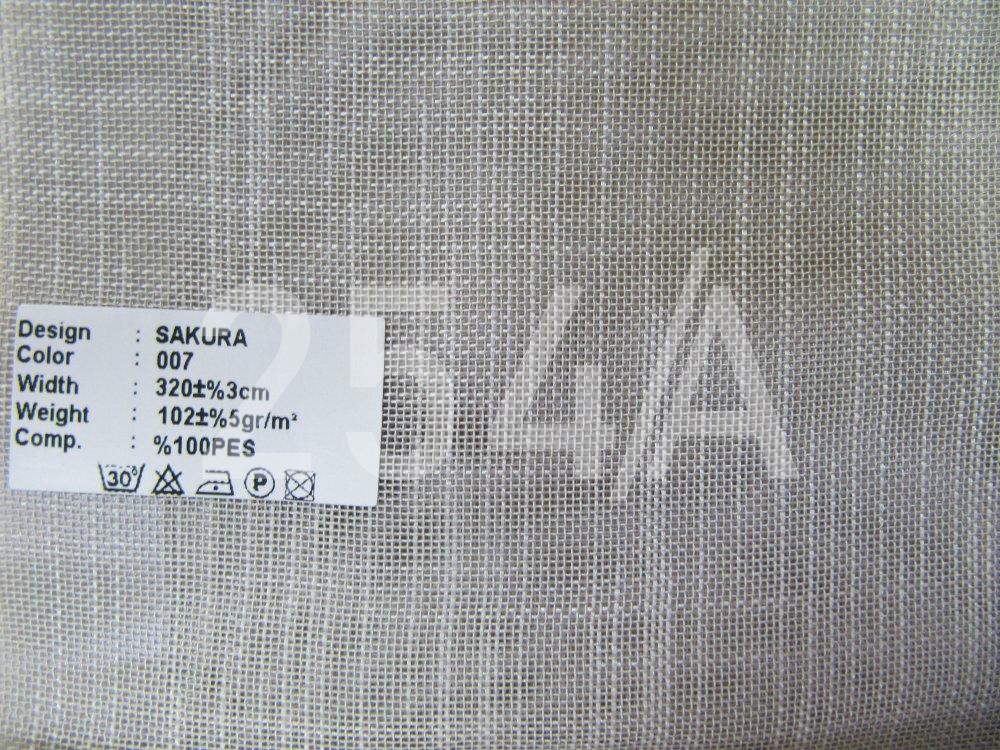 Design : SAKURA
Color : 007
Width : 320±%3cm
Weight : 102±%5gr/m²
Comp. : %100PES
30° P
254A